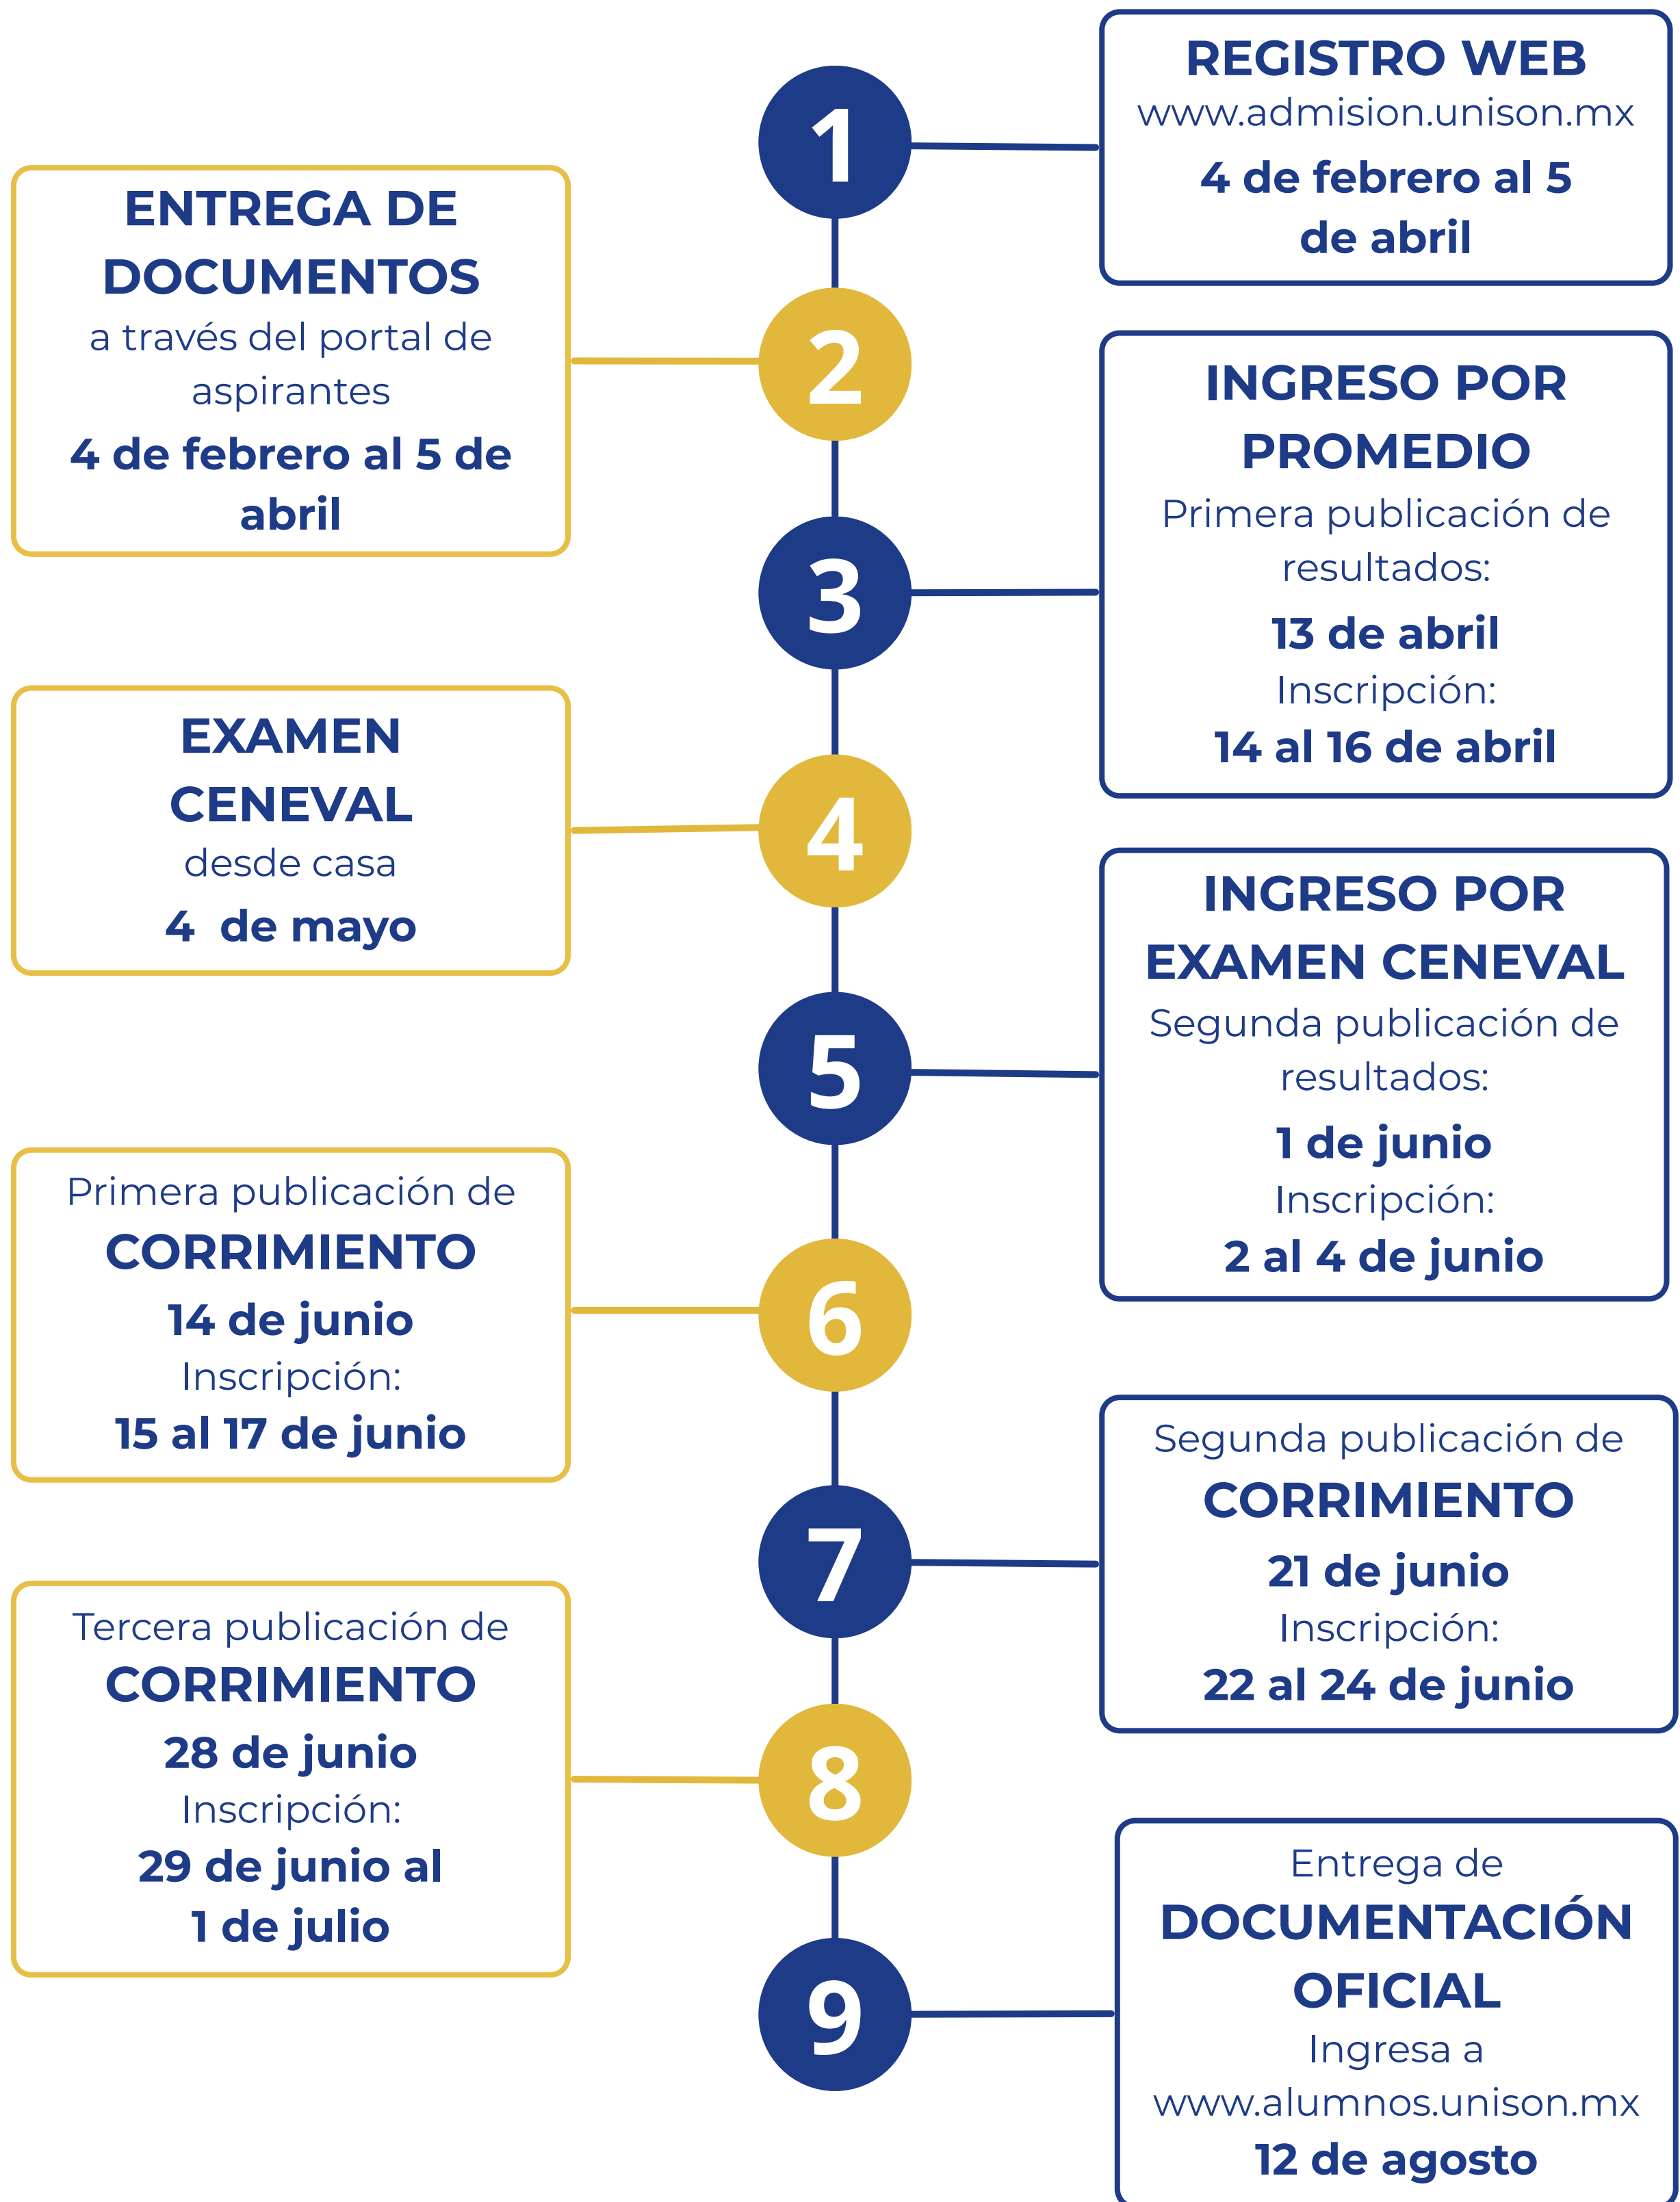 1
REGISTRO WEB
www.admision.unison.mx
4 de febrero al 5
de abril
2
ENTREGA DE
DOCUMENTOS
a través del portal de
aspirantes
4 de febrero al 5 de
abril
3
INGRESO POR
PROMEDIO
Primera publicación de
resultados:
13 de abril
Inscripción:
14 al 16 de abril
4
EXAMEN
CENEVAL
desde casa
4 de mayo
5
INGRESO POR
EXAMEN CENEVAL
Segunda publicación de
resultados:
1 de junio
Inscripción:
2 al 4 de junio
6
Primera publicación de
CORRIMIENTO
14 de junio
Inscripción:
15 al 17 de junio
7
Segunda publicación de
CORRIMIENTO
21 de junio
Inscripción:
22 al 24 de junio
8
Tercera publicación de
CORRIMIENTO
28 de junio
Inscripción:
29 de junio al
1 de julio
9
Entrega de
DOCUMENTACIÓN
OFICIAL
Ingresa a
www.alumnos.unison.mx
12 de agosto